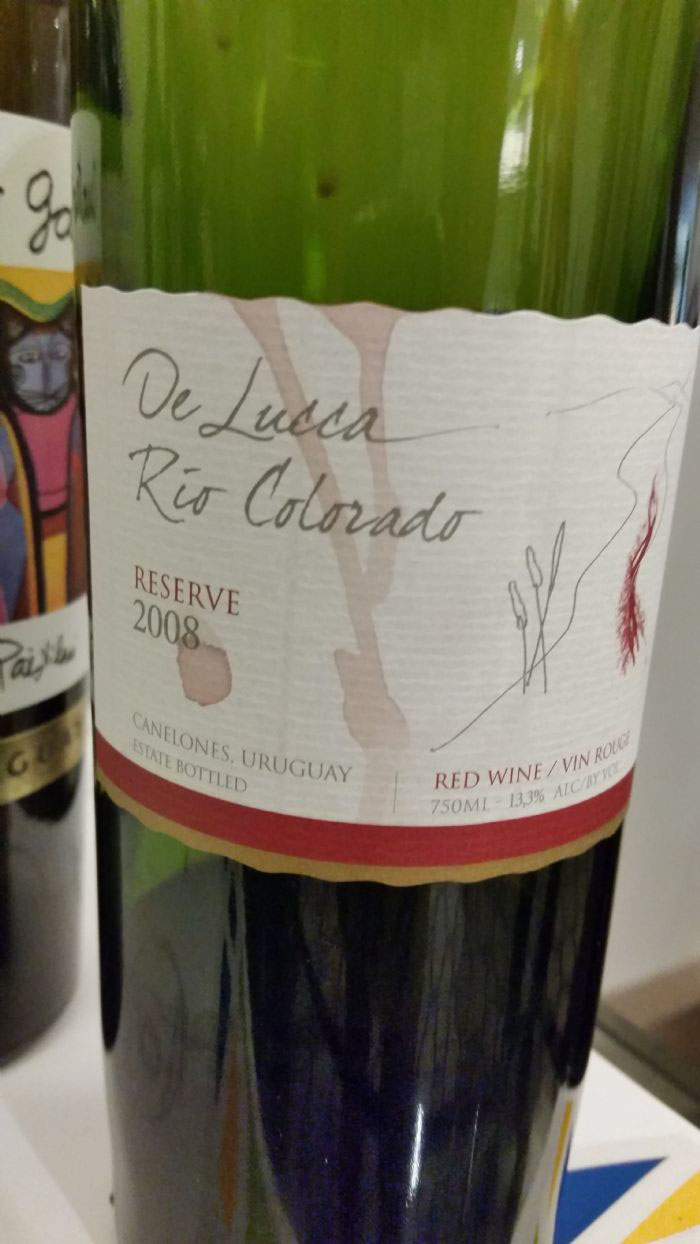 De Lucca
Río Colorado
RESERVE
2008
CANELONES, URUGUAY
ESTATE BOTTLED
RED WINE / VIN ROUGE
750ML - 13,3% ALC/BY VOL